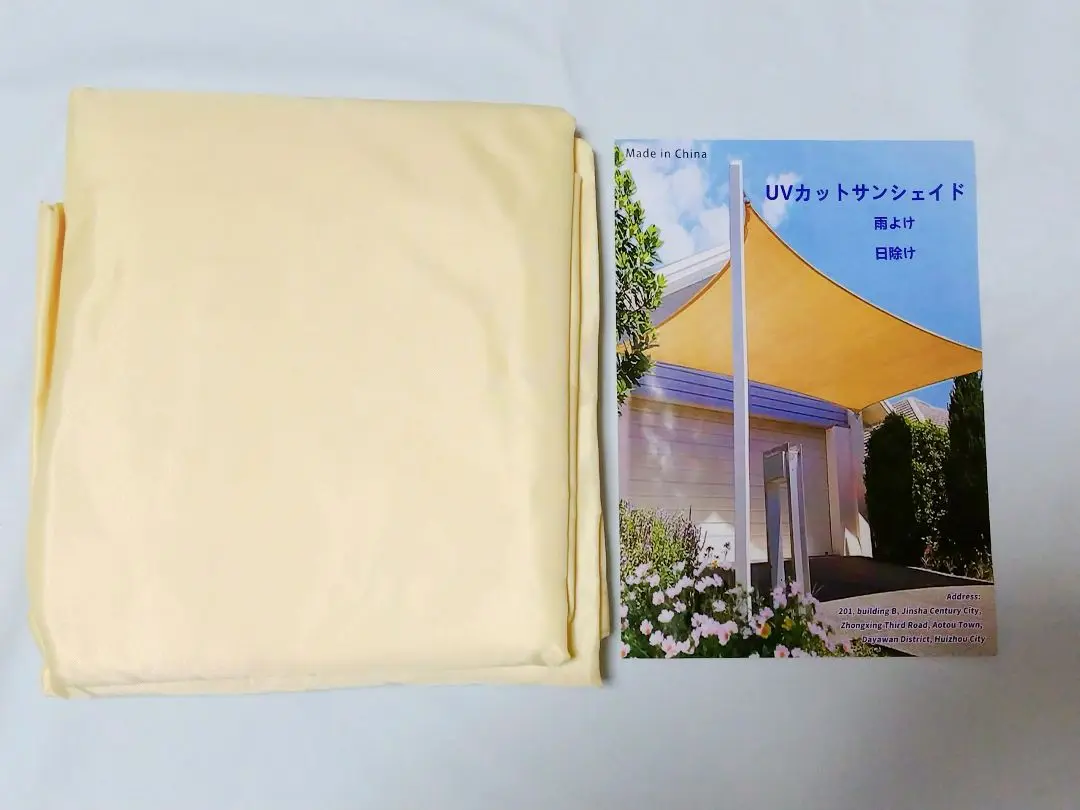 Made in China
UVカットサンシェイド
雨よけ
日除け
Address:
201, building B, Jinsha Century City,
Zhongxing Third Road, Aotou Town,
Dayawan District, Huizhou City